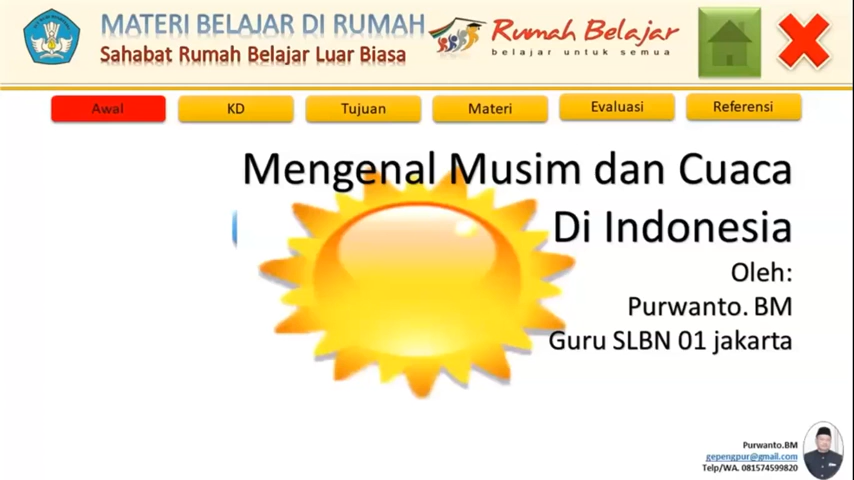 MATERI BELAJAR DI RUMAH
Sahabat Rumah Belajar Luar Biasa
Rumah Belajar
belajar untuk semua
Awal
KD
Tujuan
Materi
Evaluasi
Referensi
Mengenal Musim dan Cuaca
Di Indonesia
Oleh:
Purwanto. BM
Guru SLBN 01 jakarta
Purwanto.BM
gepengpur@gmail.com
Telp/WA. 081574599820